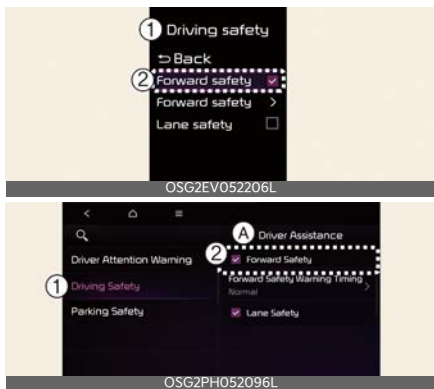 ① Driving safety
⮌ Back
② Forward safety
Forward safety >
Lane safety
OSG2EV052206L
Ⓐ Driver Assistance
Driver Attention Warning
② Forward Safety
① Driving Safety
Forward Safety Warning Timing >
Normal
Parking Safety
Lane Safety
OSG2PH052096L